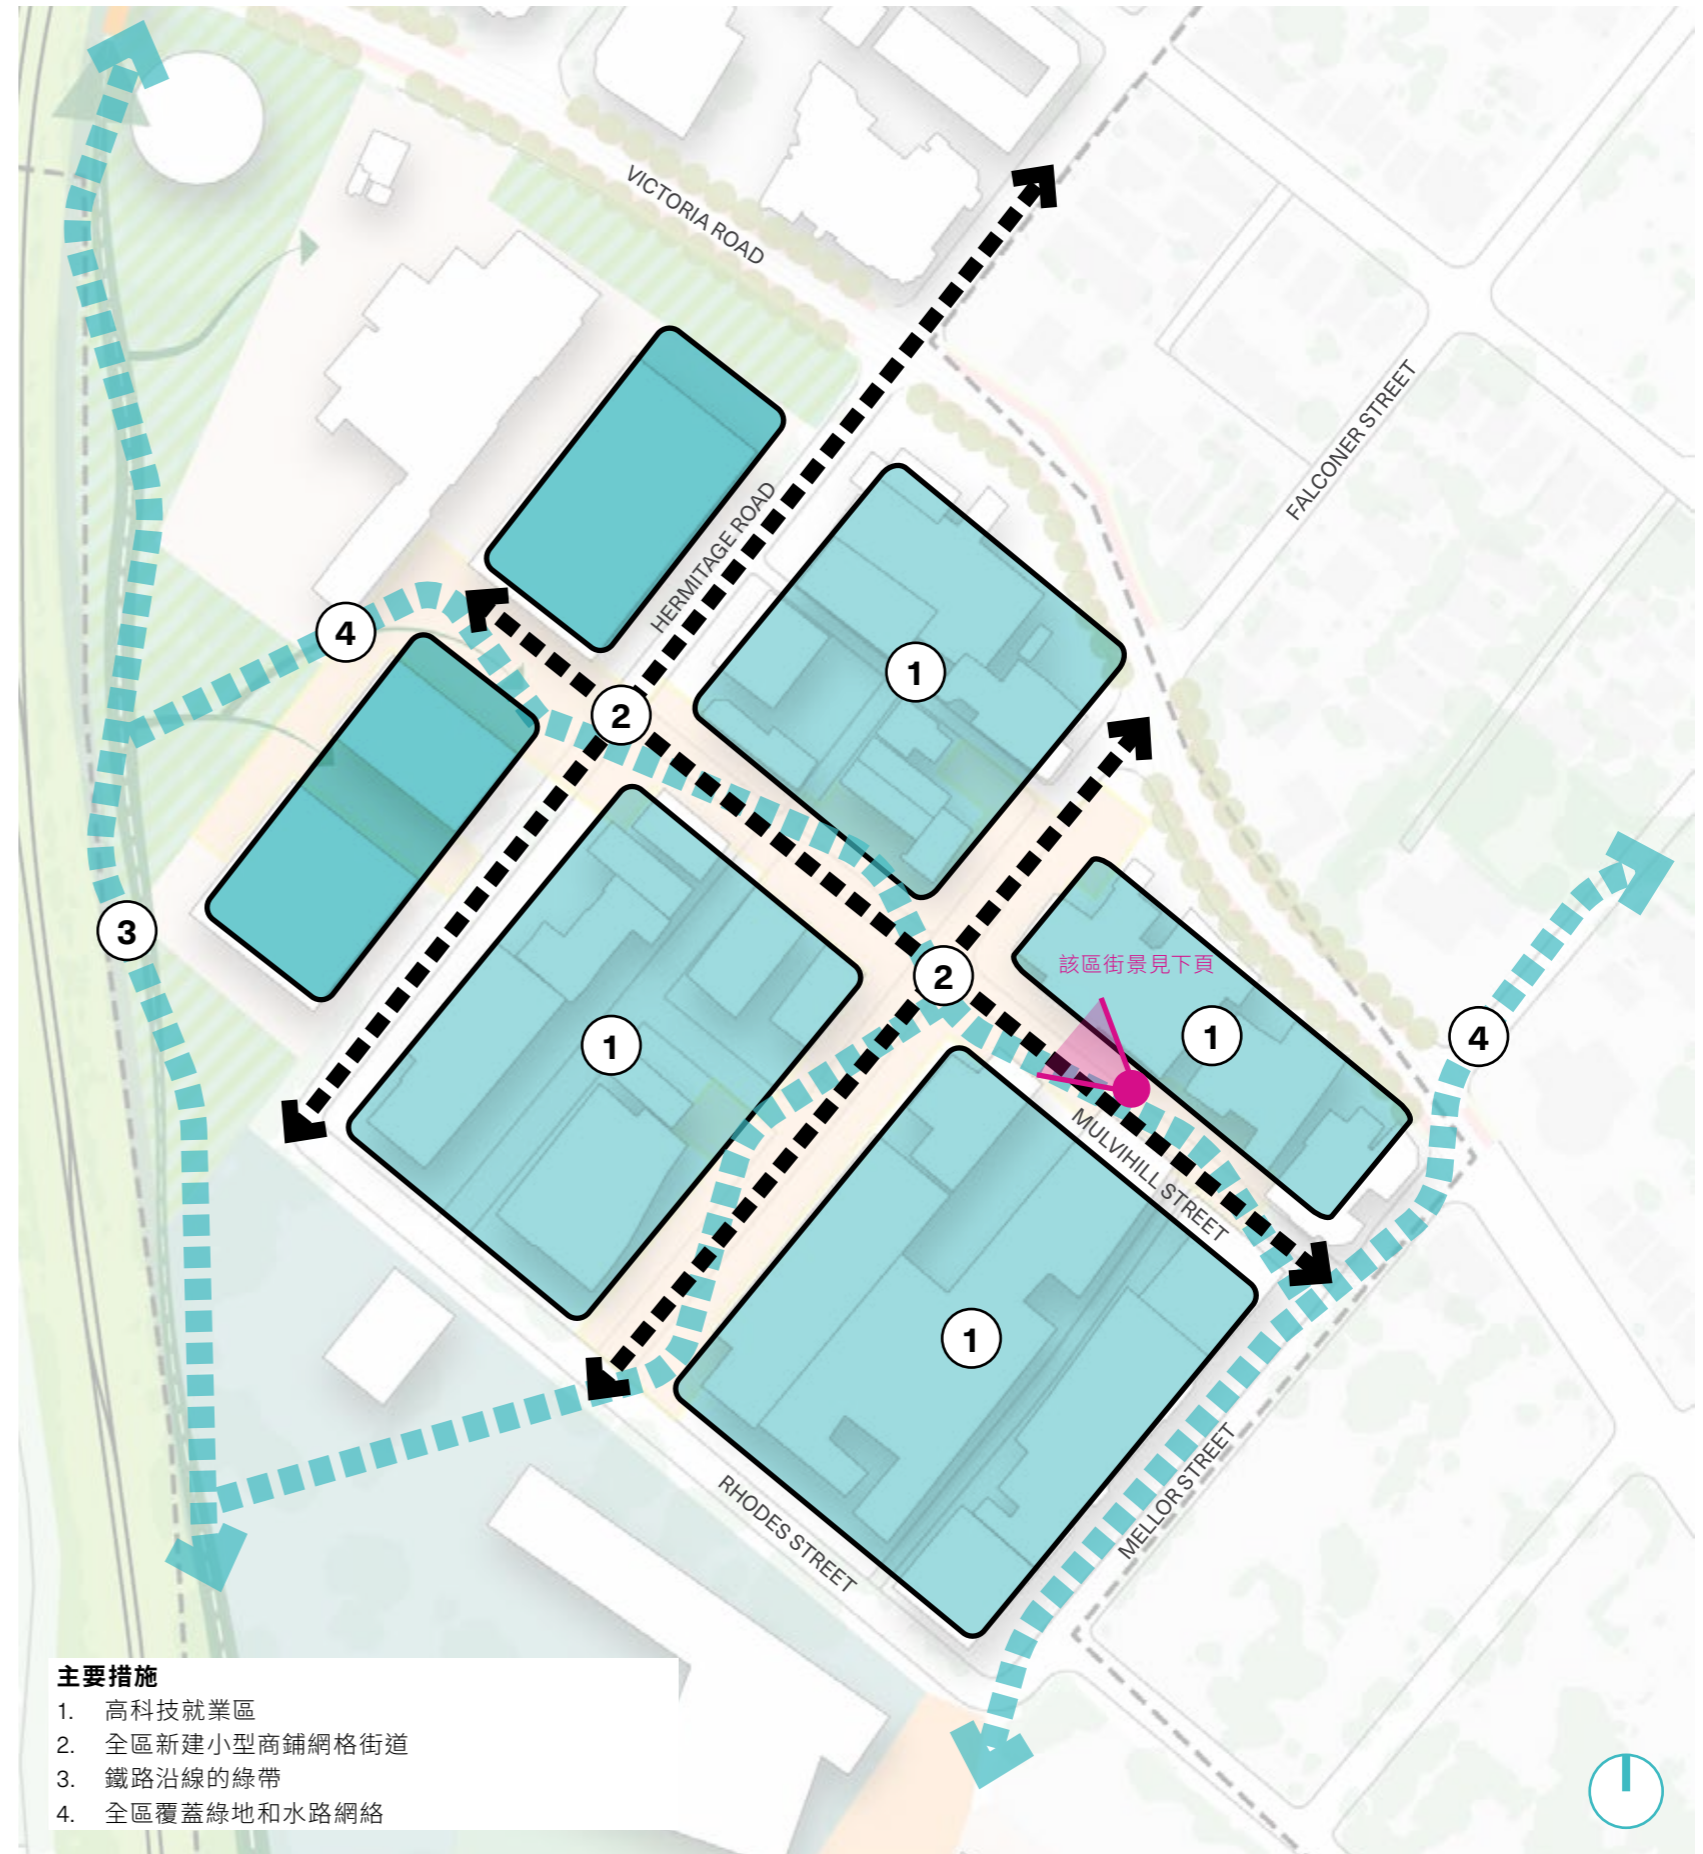 VICTORIA ROAD
FALCONER STREET
HERMITAGE ROAD
4
1
2
3
2
該區街景見下頁
1
1
4
MULVIHILL STREET
1
RHODES STREET
MELLOR STREET
主要措施
1. 高科技就業區
2. 全區新建小型商鋪網格街道
3. 鐵路沿線的綠帶
4. 全區覆蓋綠地和水路網絡